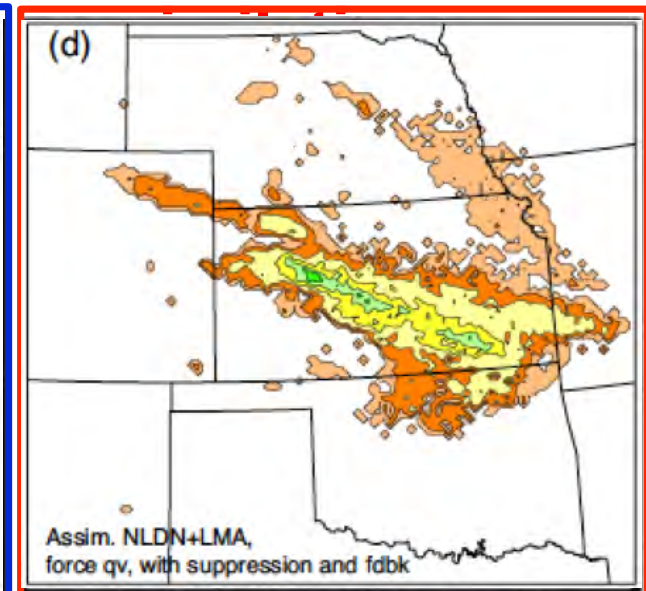 (d)
Assim. NLDN+LMA,
force qv, with suppression and fdbk